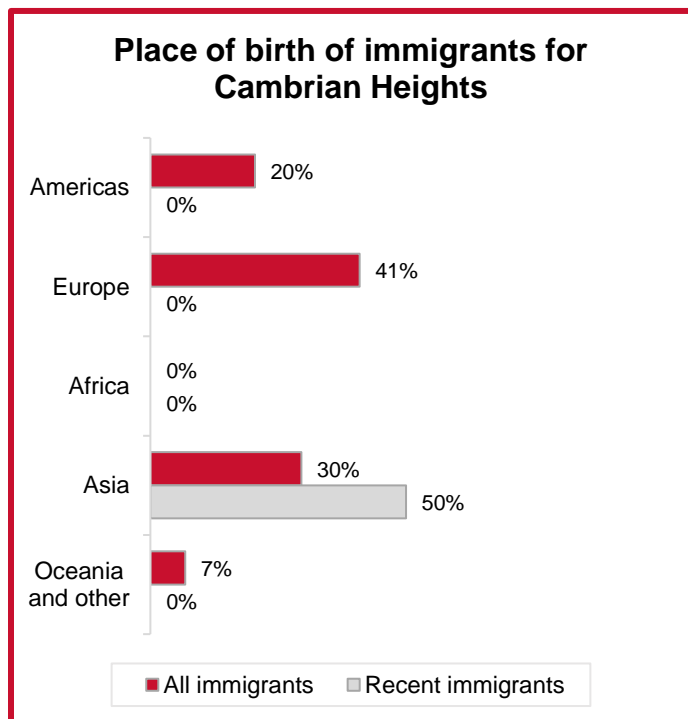 Place of birth of immigrants for
Cambrian Heights
Americas
20%
0%
Europe
41%
0%
Africa
0%
0%
Asia
30%
50%
Oceania
and other
7%
0%
All immigrants
Recent immigrants